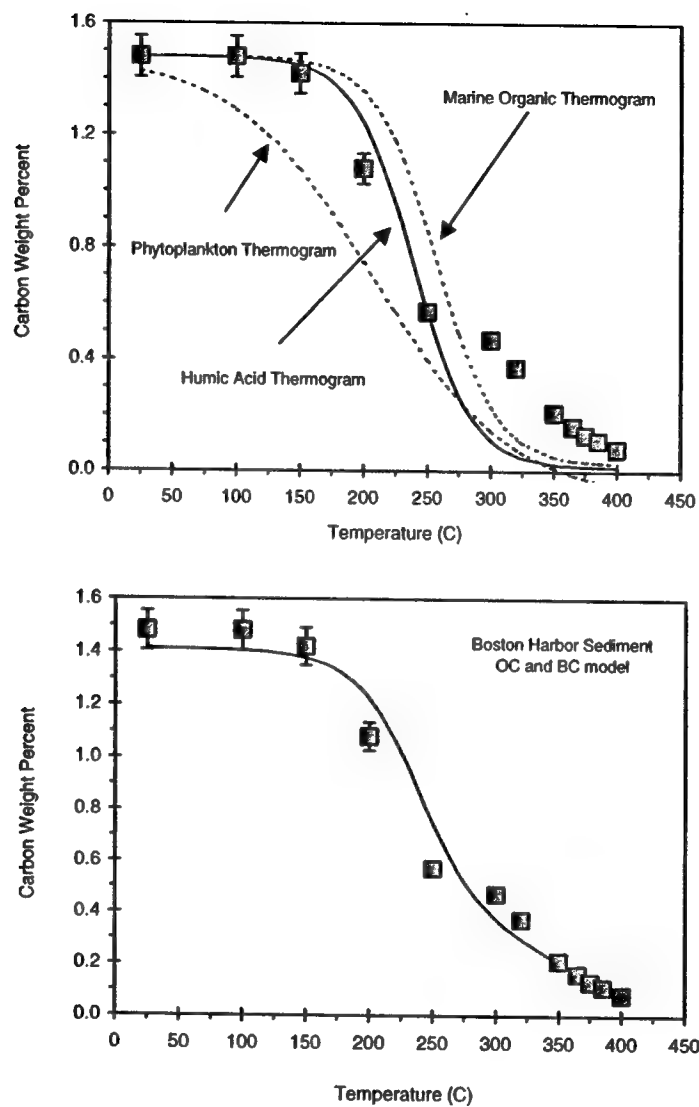 1.6
1.2
0.8
0.4
0.0
Carbon Weight Percent
Marine Organic Thermogram
Phytoplankton Thermogram
Humic Acid Thermogram
0 50 100 150 200 250 300 350 400 450
Temperature (C)
1.6
1.4
1.2
1.0
0.8
0.6
0.4
0.2
0.0
Carbon Weight Percent
Boston Harbor Sediment
OC and BC model
0 50 100 150 200 250 300 350 400 450
Temperature (C)